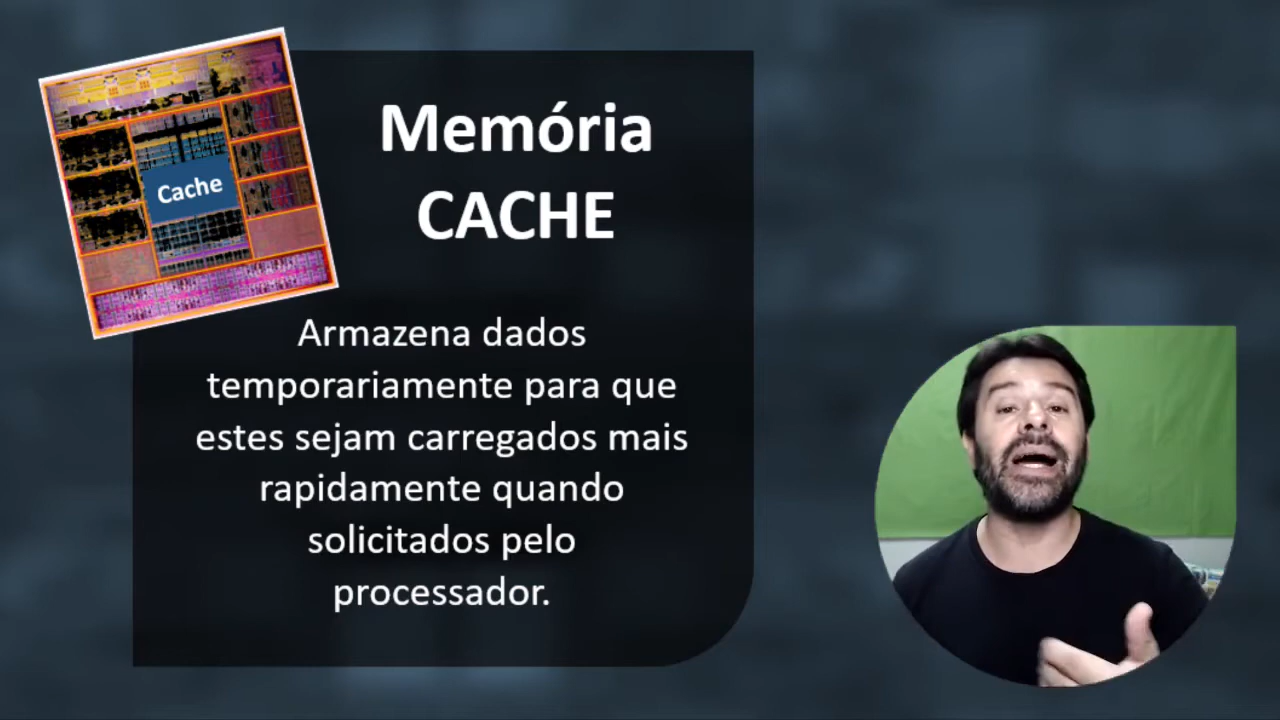 Cache
Memória
CACHE
Armazena dados
temporariamente para que
estes sejam carregados mais
rapidamente quando
solicitados pelo
processador.